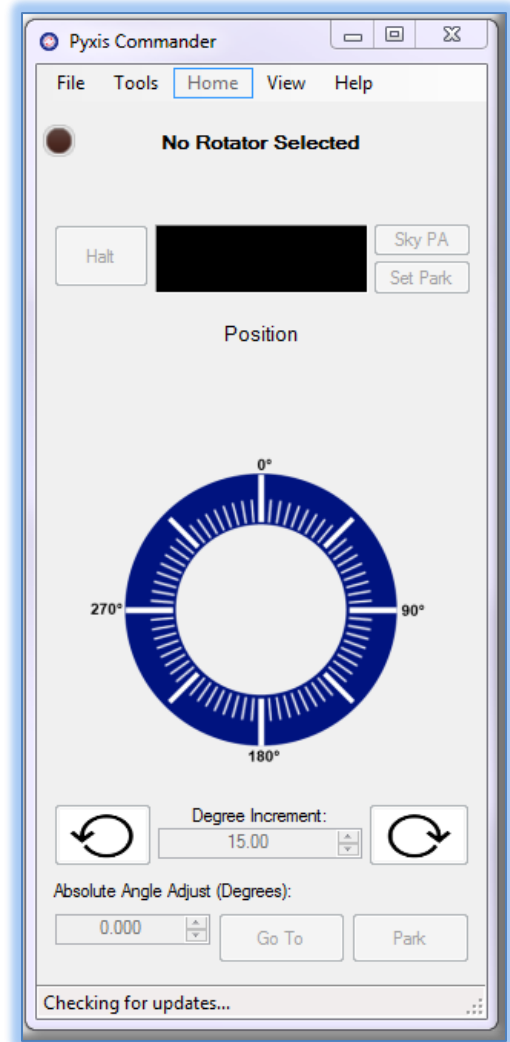 Pyxis Commander
File Tools Home View Help
No Rotator Selected
Halt
Sky PA
Set Park
Position
0°
270°
90°
180°
Degree Increment:
15.00
Absolute Angle Adjust (Degrees):
0.000
Go To
Park
Checking for updates...